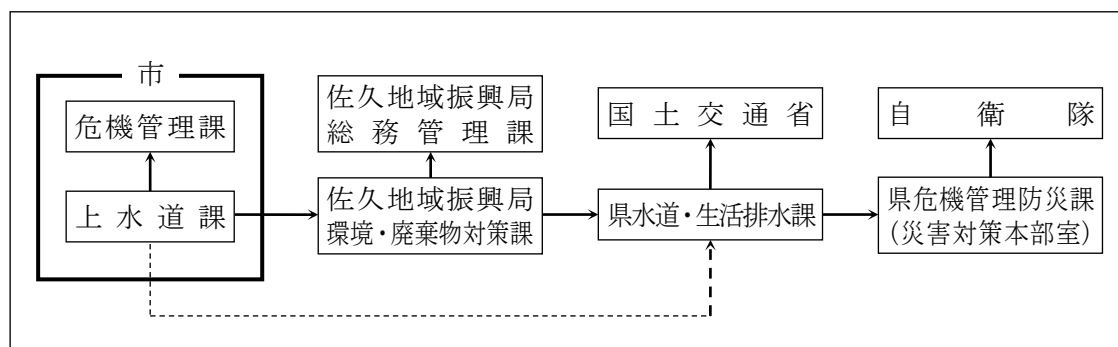 市
危機管理課
上水道課
佐久地域振興局
総務管理課
佐久地域振興局
環境・廃棄物対策課
国土交通省
県水道・生活排水課
自衛隊
県危機管理防災課
(災害対策本部室)